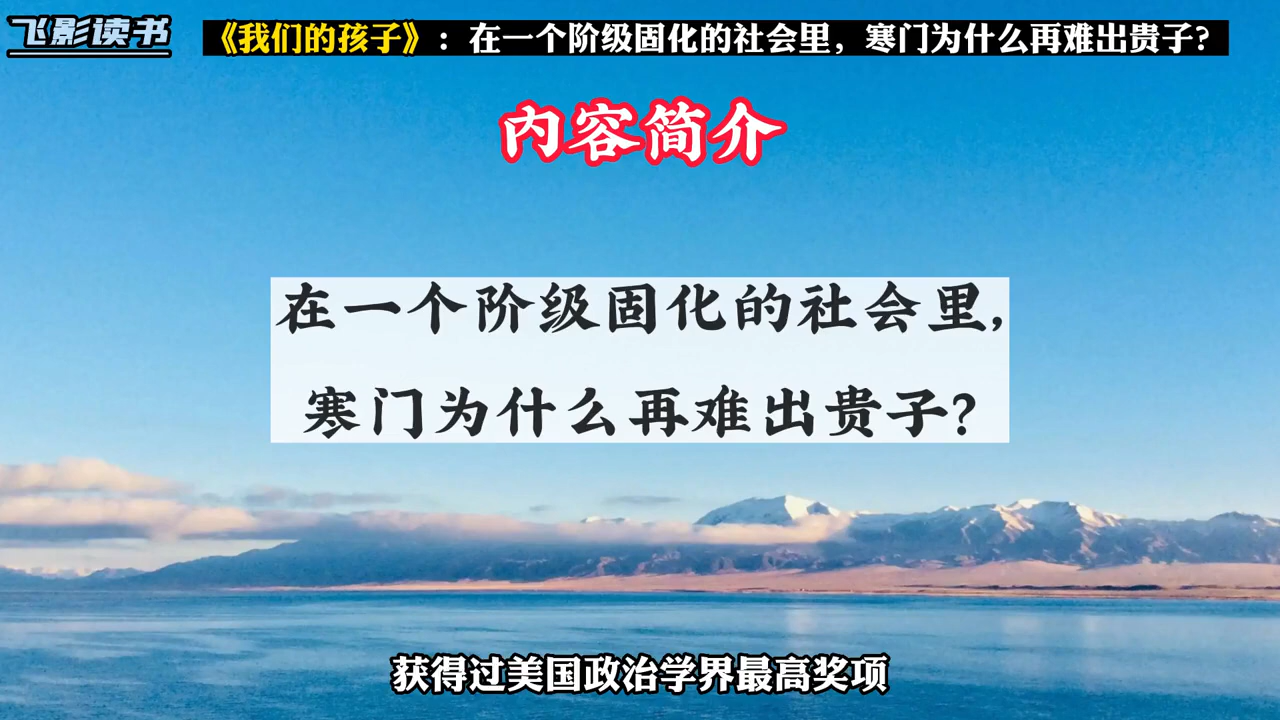 飞影读书
《我们的孩子》：在一个阶级固化的社会里，寒门为什么再难出贵子？
内容简介
在一个阶级固化的社会里，
寒门为什么再难出贵子？
获得过美国政治学界最高奖项